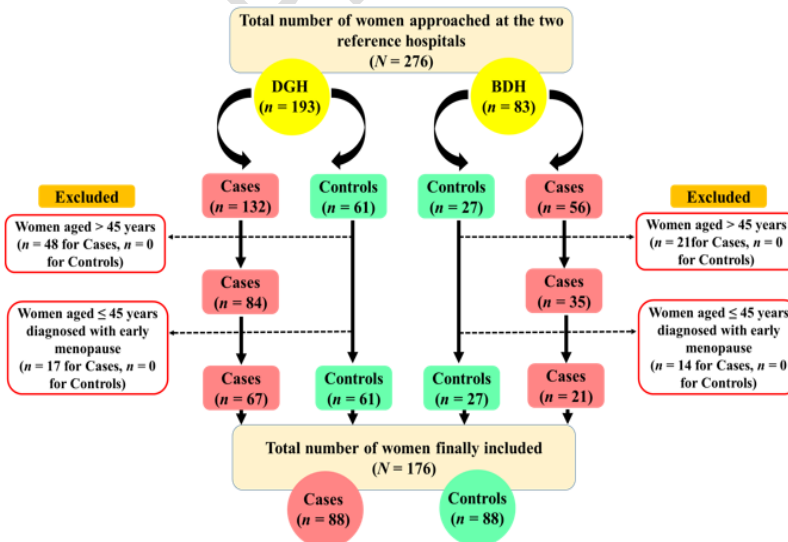 Total number of women approached at the two
reference hospitals
(N = 276)
DGH
(n = 193)
BDH
(n = 83)
Cases
(n = 132)
Controls
(n = 61)
Controls
(n = 27)
Cases
(n = 56)
Excluded
Women aged > 45 years
(n = 48 for Cases, n = 0
for Controls)
Excluded
Women aged > 45 years
(n = 21for Cases, n = 0
for Controls)
Cases
(n = 84)
Cases
(n = 35)
Women aged ≤ 45 years
diagnosed with early
menopause
(n = 17 for Cases, n = 0
for Controls)
Women aged ≤ 45 years
diagnosed with early
menopause
(n = 14 for Cases, n = 0
for Controls)
Cases
(n = 67)
Controls
(n = 61)
Controls
(n = 27)
Cases
(n = 21)
Total number of women finally included
(N = 176)
Cases
(n = 88)
Controls
(n = 88)